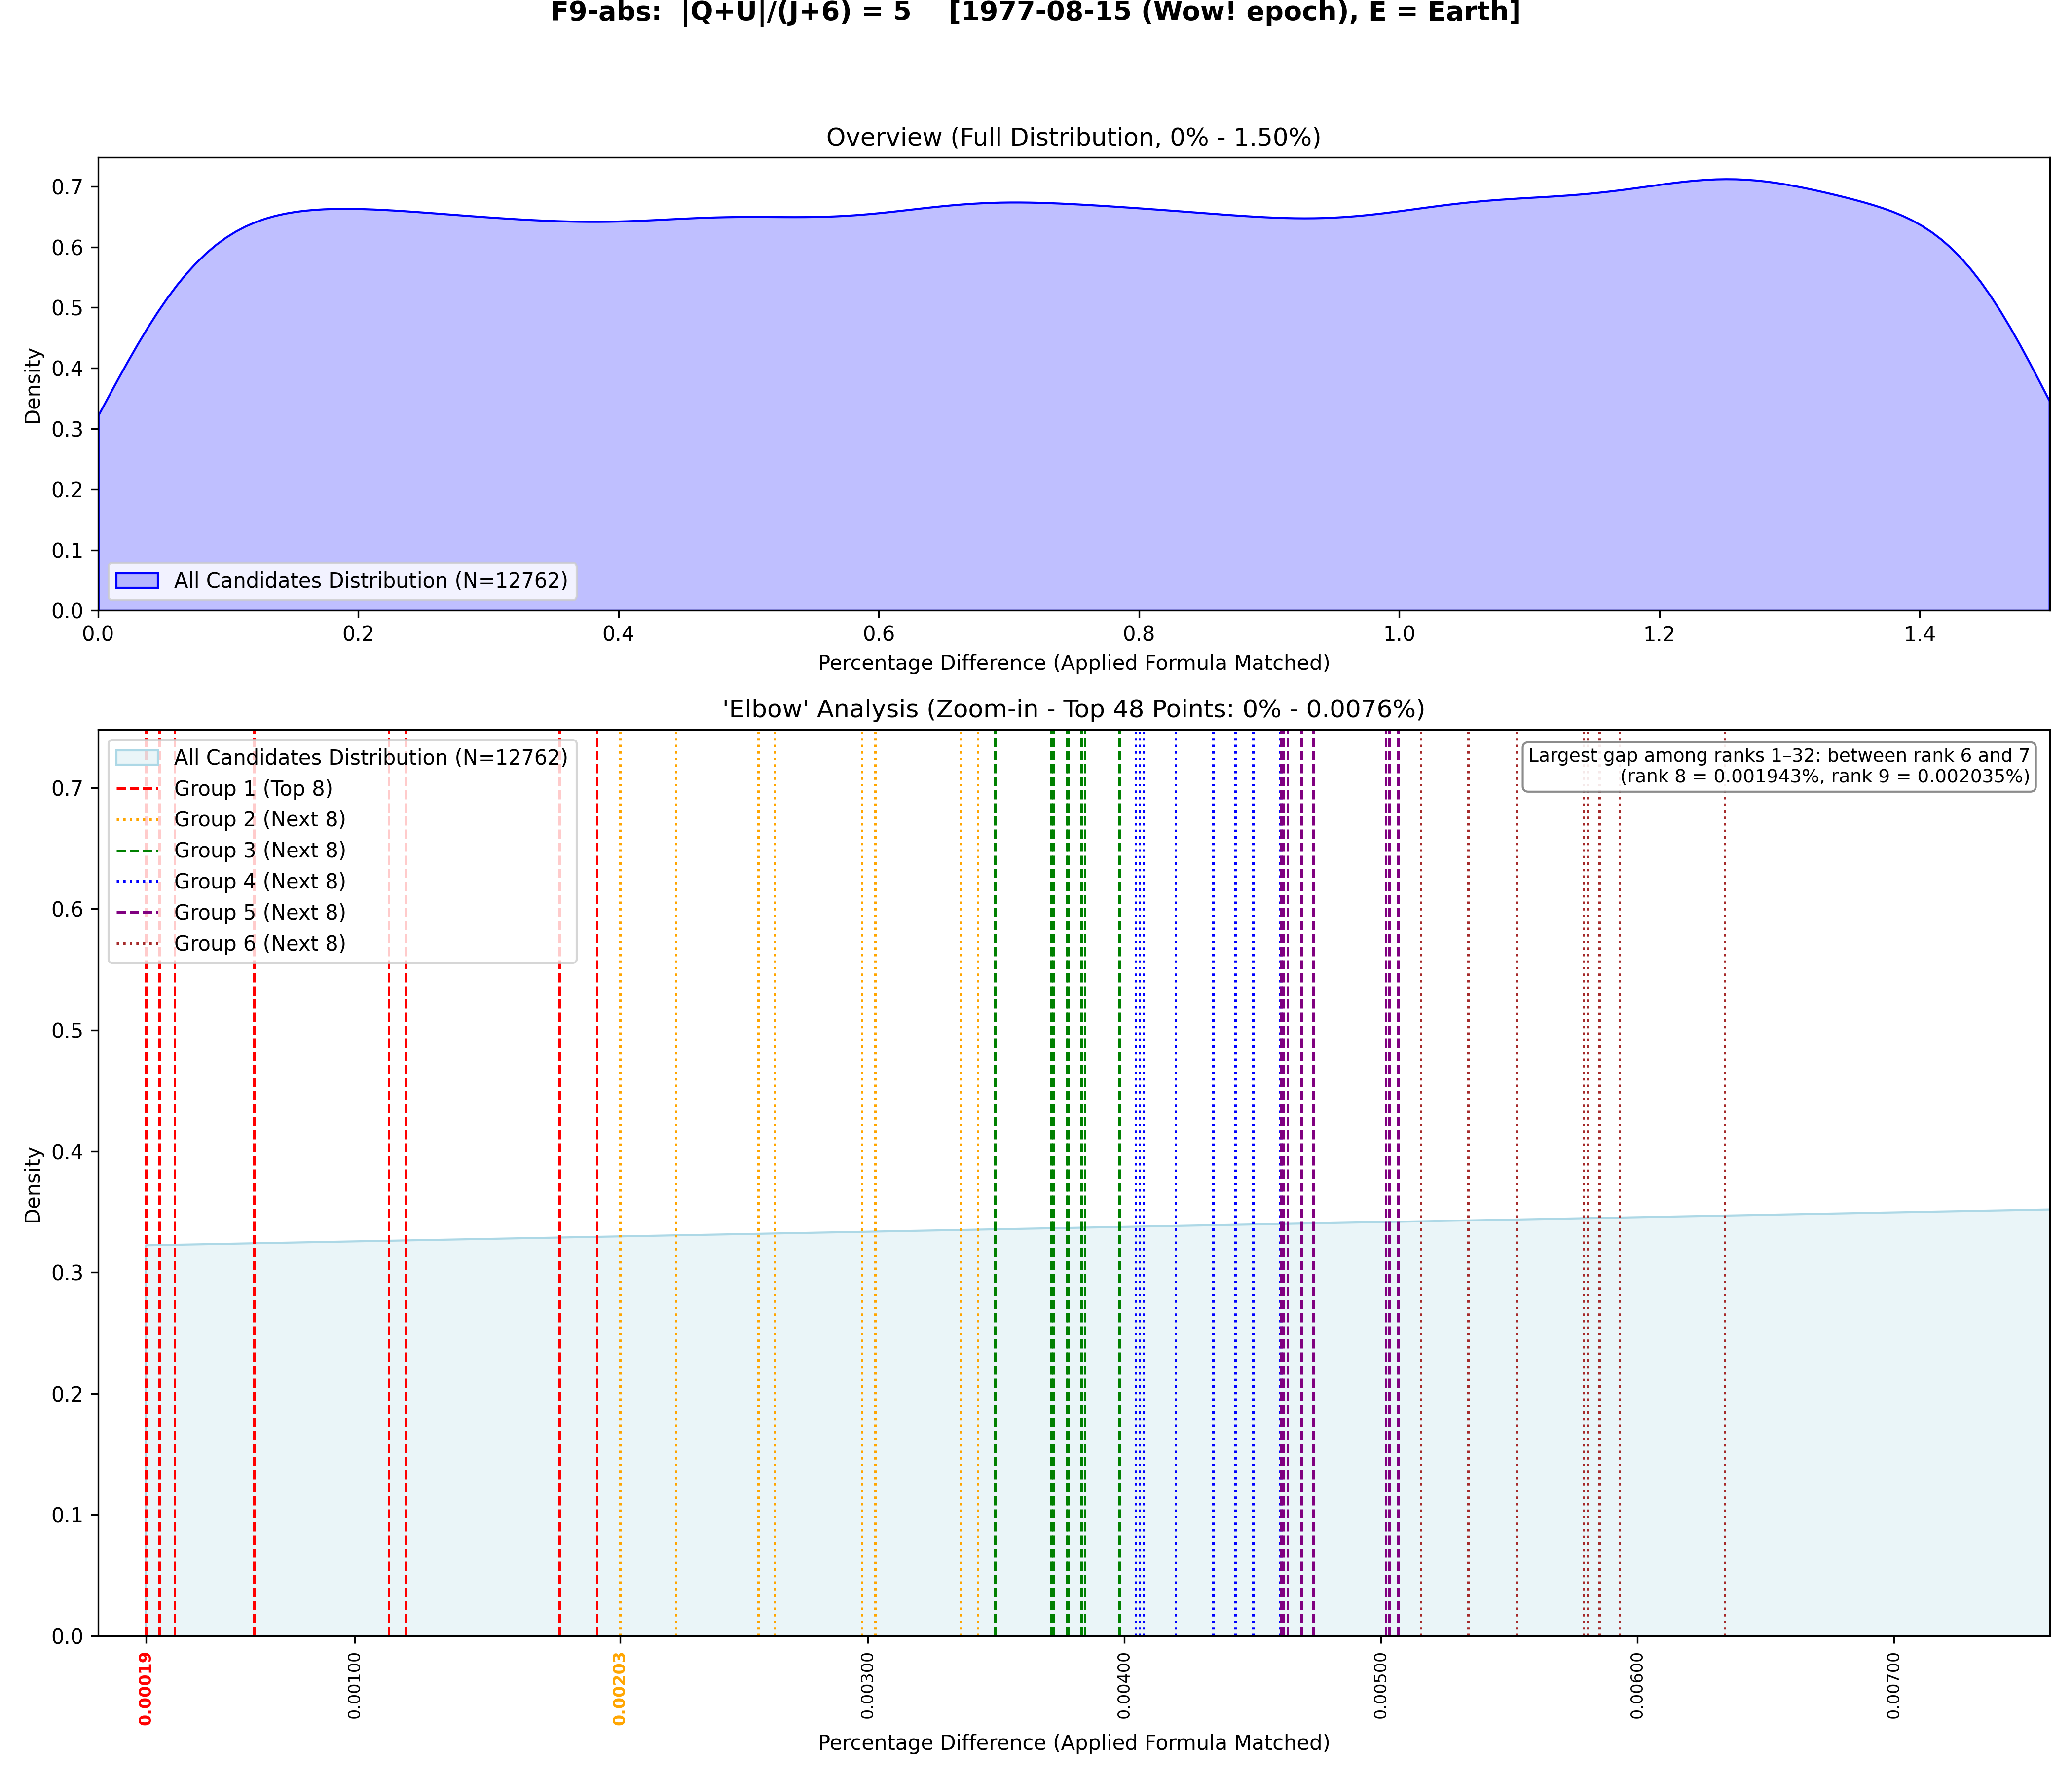 F9-abs:  |Q+U|/(J+6) = 5    [1977-08-15 (Wow! epoch), E = Earth]
Overview (Full Distribution, 0% - 1.50%)
Density
0.7
0.6
0.5
0.4
0.3
0.2
0.1
0.0
All Candidates Distribution (N=12762)
0.0 0.2 0.4 0.6 0.8 1.0 1.2 1.4
Percentage Difference (Applied Formula Matched)
'Elbow' Analysis (Zoom-in - Top 48 Points: 0% - 0.0076%)
Density
0.7
0.6
0.5
0.4
0.3
0.2
0.1
0.0
All Candidates Distribution (N=12762)
Group 1 (Top 8)
Group 2 (Next 8)
Group 3 (Next 8)
Group 4 (Next 8)
Group 5 (Next 8)
Group 6 (Next 8)
Largest gap among ranks 1–32: between rank 6 and 7
(rank 8 = 0.001943%, rank 9 = 0.002035%)
0.00019 0.00100 0.00203 0.00300 0.00400 0.00500 0.00600 0.00700
Percentage Difference (Applied Formula Matched)